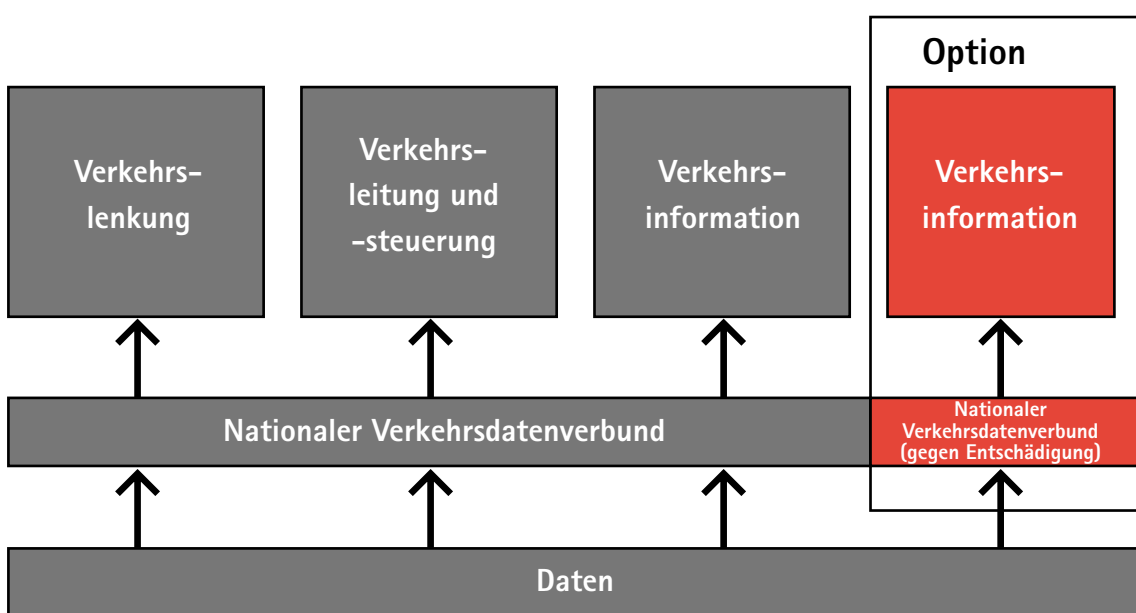 Option
Verkehrs-
lenkung
Verkehrs-
leitung und
-steuerung
Verkehrs-
information
Verkehrs-
information
Nationaler Verkehrsdatenverbund
Nationaler
Verkehrsdatenverbund
(gegen Entschädigung)
Daten